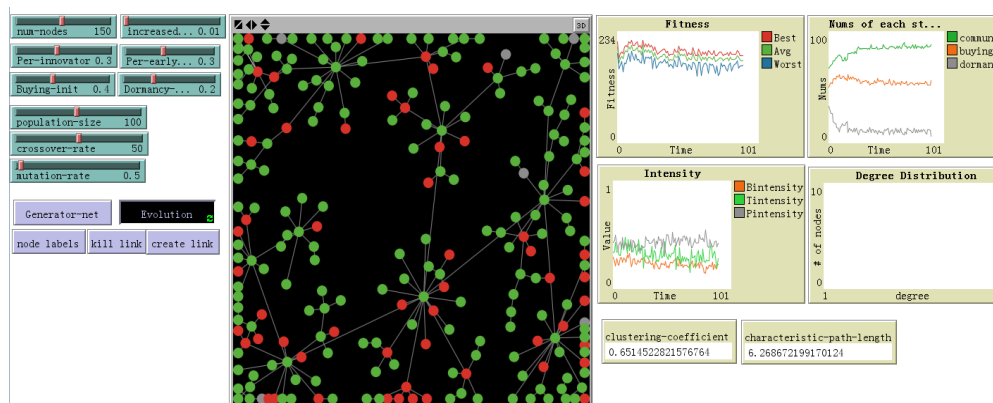 num-nodes 150
increased... 0.01
Per-innovator 0.3
Per-early... 0.3
Buying-init 0.4
Dormancy-... 0.2
population-size 100
crossover-rate 50
mutation-rate 0.5
Generator-net
Evolution
node labels
kill link
create link
3D
Fitness
234
Fitness
0
0 Time 101
Best
Avg
Worst
Nums of each st...
100
Nums
0
0 Time 101
commun
buying
dorman
Intensity
1
Value
0
0 Time 101
Bintensity
Tintensity
Pintensity
Degree Distribution
10
# of nodes
0
1 degree
clustering-coefficient
0.6514522821576764
characteristic-path-length
6.268672199170124